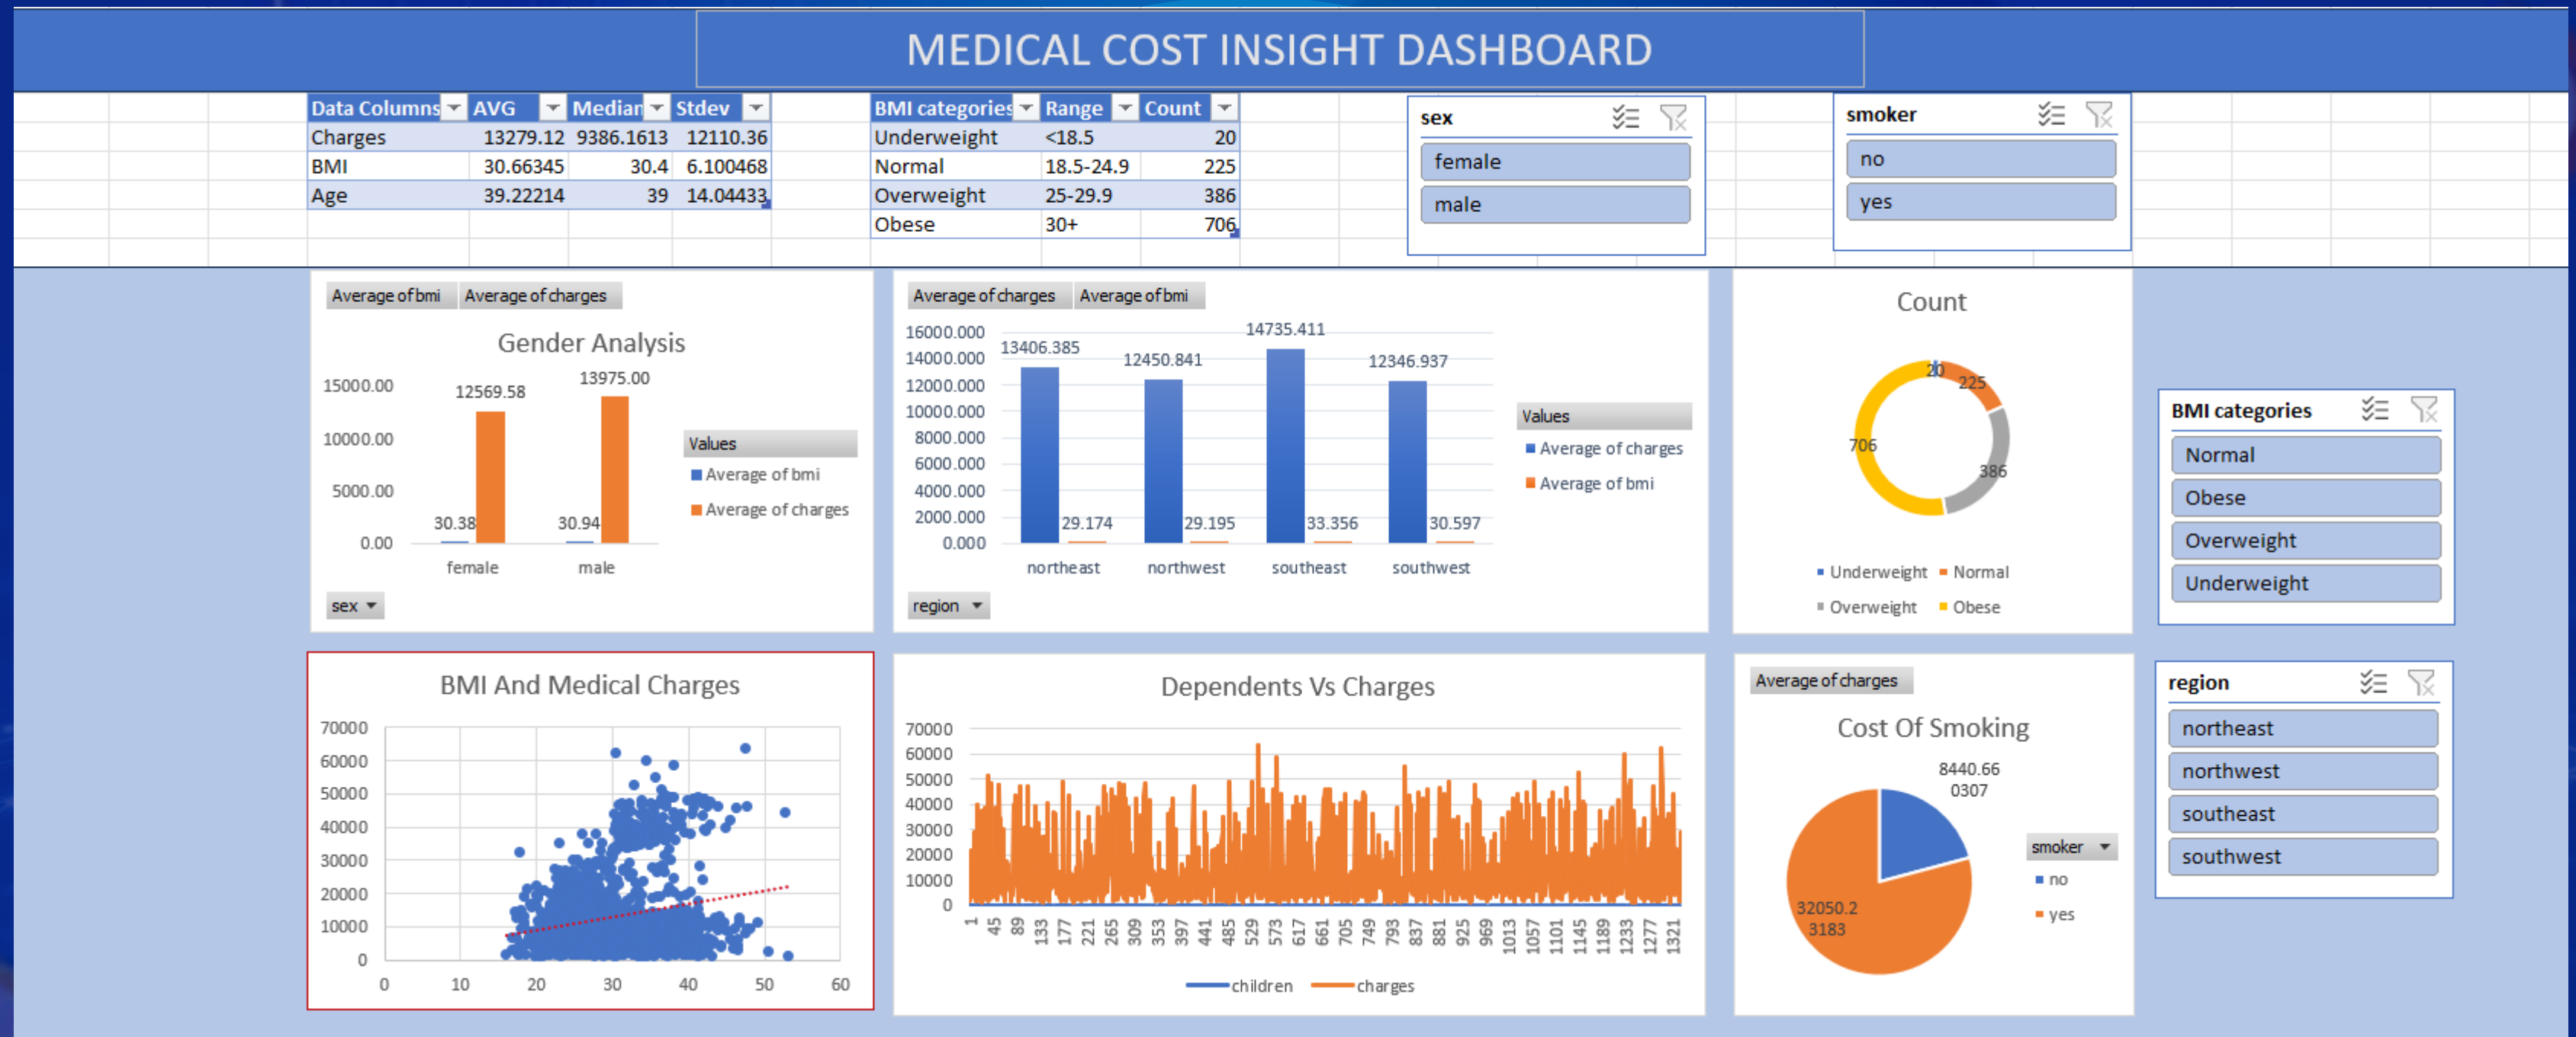 MEDICAL COST INSIGHT DASHBOARD
Data Columns AVG Median Stdev
Charges 13279.12 9386.1613 12110.36
BMI 30.66345 30.4 6.100468
Age 39.22214 39 14.04433
BMI categories Range Count
Underweight <18.5 20
Normal 18.5-24.9 225
Overweight 25-29.9 386
Obese 30+ 706
sex
female
male
smoker
no
yes
Average of bmi Average of charges
Gender Analysis
15000.00
10000.00
5000.00
0.00
12569.58
13975.00
30.38
30.94
female male
Values
Average of bmi
Average of charges
sex
Average of charges Average of bmi
16000.000
14000.000
12000.000
10000.000
8000.000
6000.000
4000.000
2000.000
0.000
13406.385
12450.841
14735.411
12346.937
29.174
29.195
33.356
30.597
northeast northwest southeast southwest
Values
Average of charges
Average of bmi
region
Count
20
225
386
706
Underweight Normal
Overweight Obese
BMI categories
Normal
Obese
Overweight
Underweight
BMI And Medical Charges
70000
60000
50000
40000
30000
20000
10000
0
0 10 20 30 40 50 60
Dependents Vs Charges
70000
60000
50000
40000
30000
20000
10000
0
1 45 89 133 177 221 265 309 353 397 441 485 529 573 617 661 705 749 793 837 881 925 969 1013 1057 1101 1145 1189 1233 1277 1321
children charges
Average of charges
Cost Of Smoking
8440.66
0307
32050.2
3183
smoker
no
yes
region
northeast
northwest
southeast
southwest